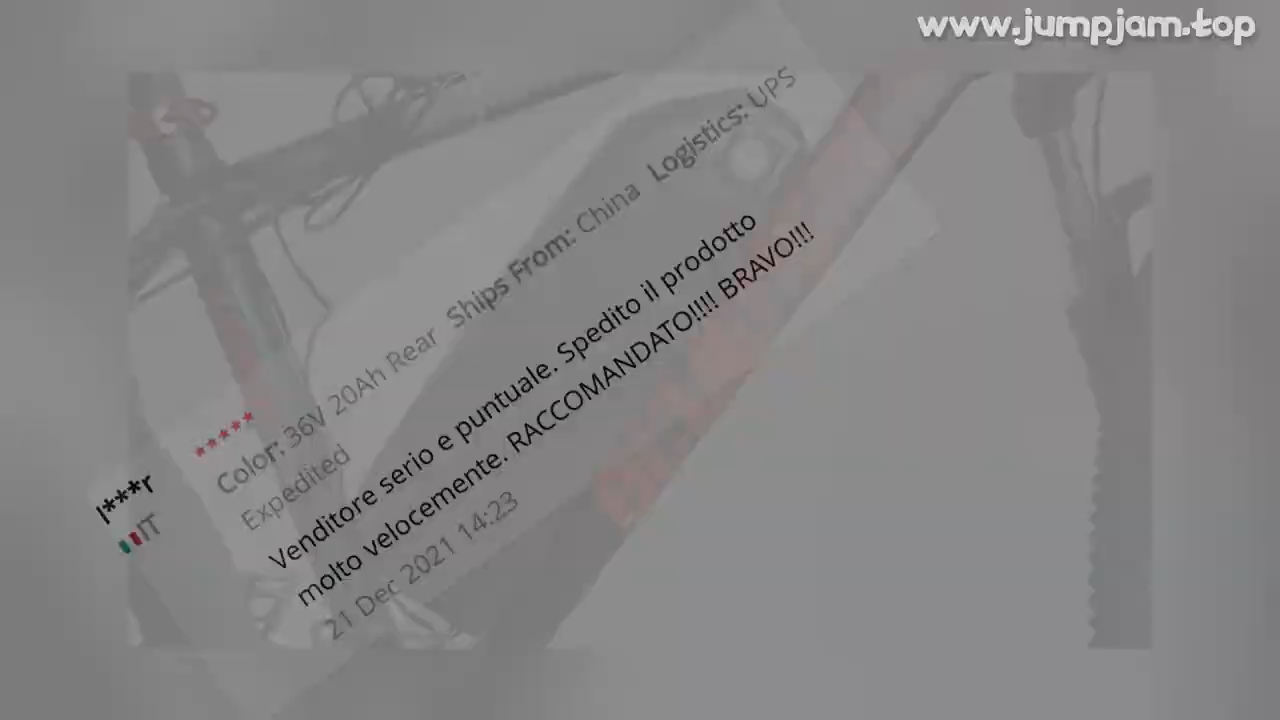 www.jumpjam.top
l***r
IT
★★★★★
Color: 36V 20Ah Rear Ships From: China Logistics: UPS
Expedited
Venditore serio e puntuale. Spedito il prodotto
molto velocemente. RACCOMANDATO!!!!! BRAVO!!!
21 Dec 2021 14:23